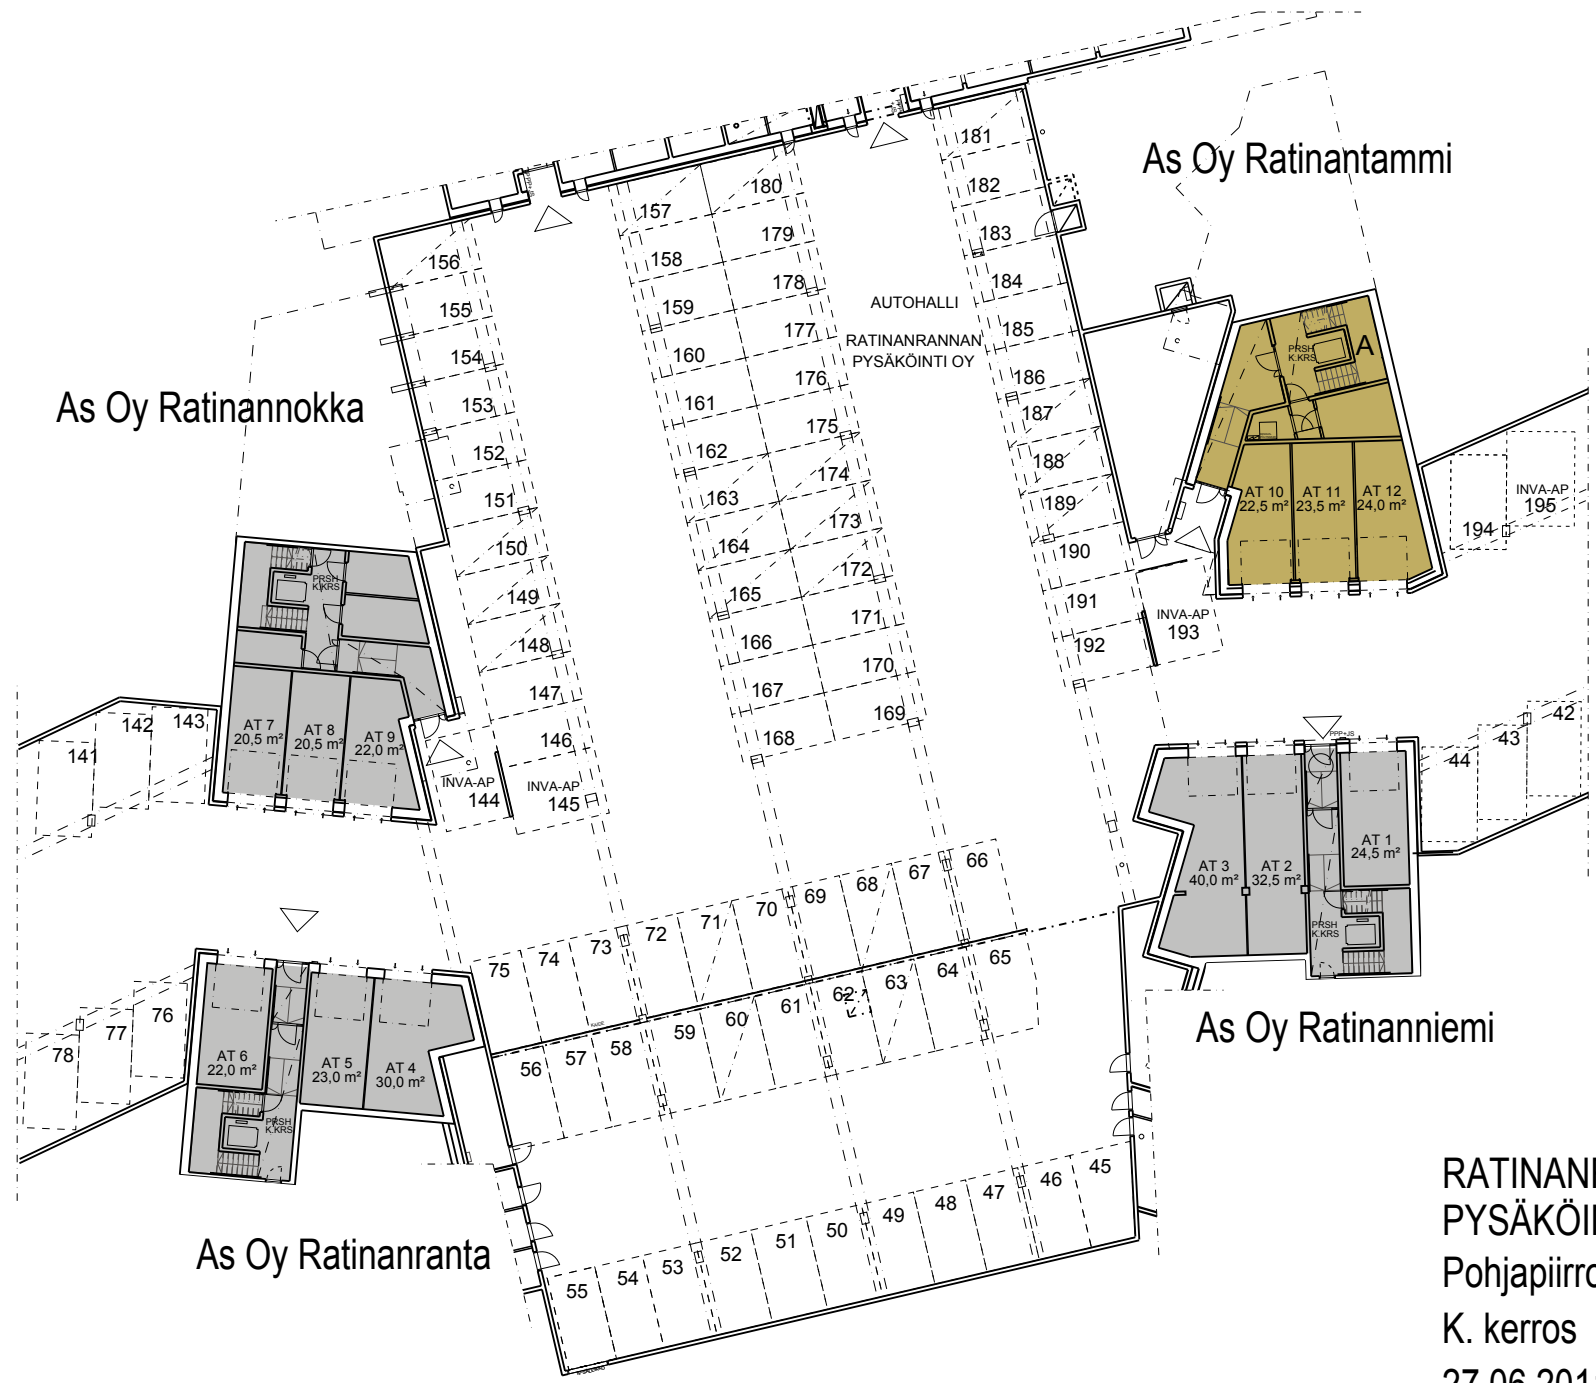 As Oy Ratinantammi
As Oy Ratinannokka
AUTOHALLI
RATINANRANNAN
PYSÄKÖINTI OY
156
155
154
153
152
151
150
149
148
147
146
INVA-AP
145
INVA-AP
144
157
158
159
160
161
162
163
164
165
166
167
168
180
179
178
177
176
175
174
173
172
171
170
169
181
182
183
184
185
186
187
188
189
190
191
192
INVA-AP
193
194
INVA-AP
195
PRSH
K.KRS
A
AT 10
22,5 m²
AT 11
23,5 m²
AT 12
24,0 m²
PRSH
K.KRS
AT 7
20,5 m²
AT 8
20,5 m²
AT 9
22,0 m²
141
142
143
PPP+JS
42
43
44
AT 3
40,0 m²
AT 2
32,5 m²
AT 1
24,5 m²
PRSH
K.KRS
As Oy Ratinanniemi
75
74
73
72
71
70
69
68
67
66
KAIDE
56
57
58
59
60
61
62
63
64
65
76
77
78
AT 6
22,0 m²
AT 5
23,0 m²
AT 4
30,0 m²
PRSH
K.KRS
As Oy Ratinanranta
55
54
53
52
51
50
49
48
47
46
45
PYSÄKÖI
Pohjapiirro
K. kerros